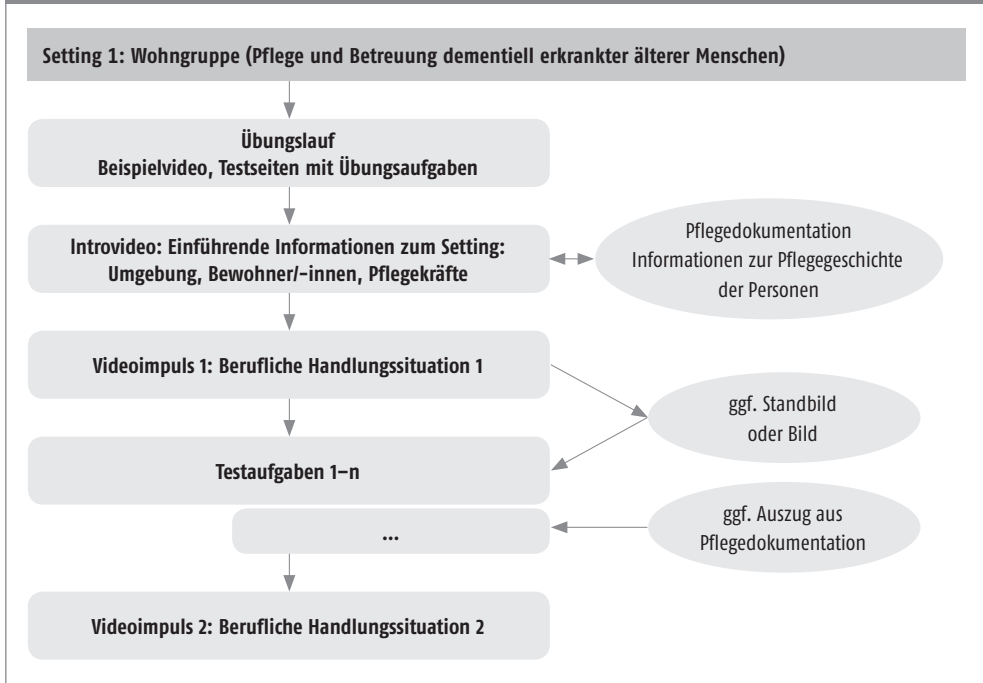 Setting 1: Wohngruppe (Pflege und Betreuung dementiell erkrankter älterer Menschen)
Übungslauf
Beispielvideo, Testseiten mit Übungsaufgaben
Introvideo: Einführende Informationen zum Setting:
Umgebung, Bewohner/-innen, Pflegekräfte
Pflegedokumentation
Informationen zur Pflegegeschichte
der Personen
Videoimpuls 1: Berufliche Handlungssituation 1
ggf. Standbild
oder Bild
Testaufgaben 1–n
...
ggf. Auszug aus
Pflegedokumentation
Videoimpuls 2: Berufliche Handlungssituation 2